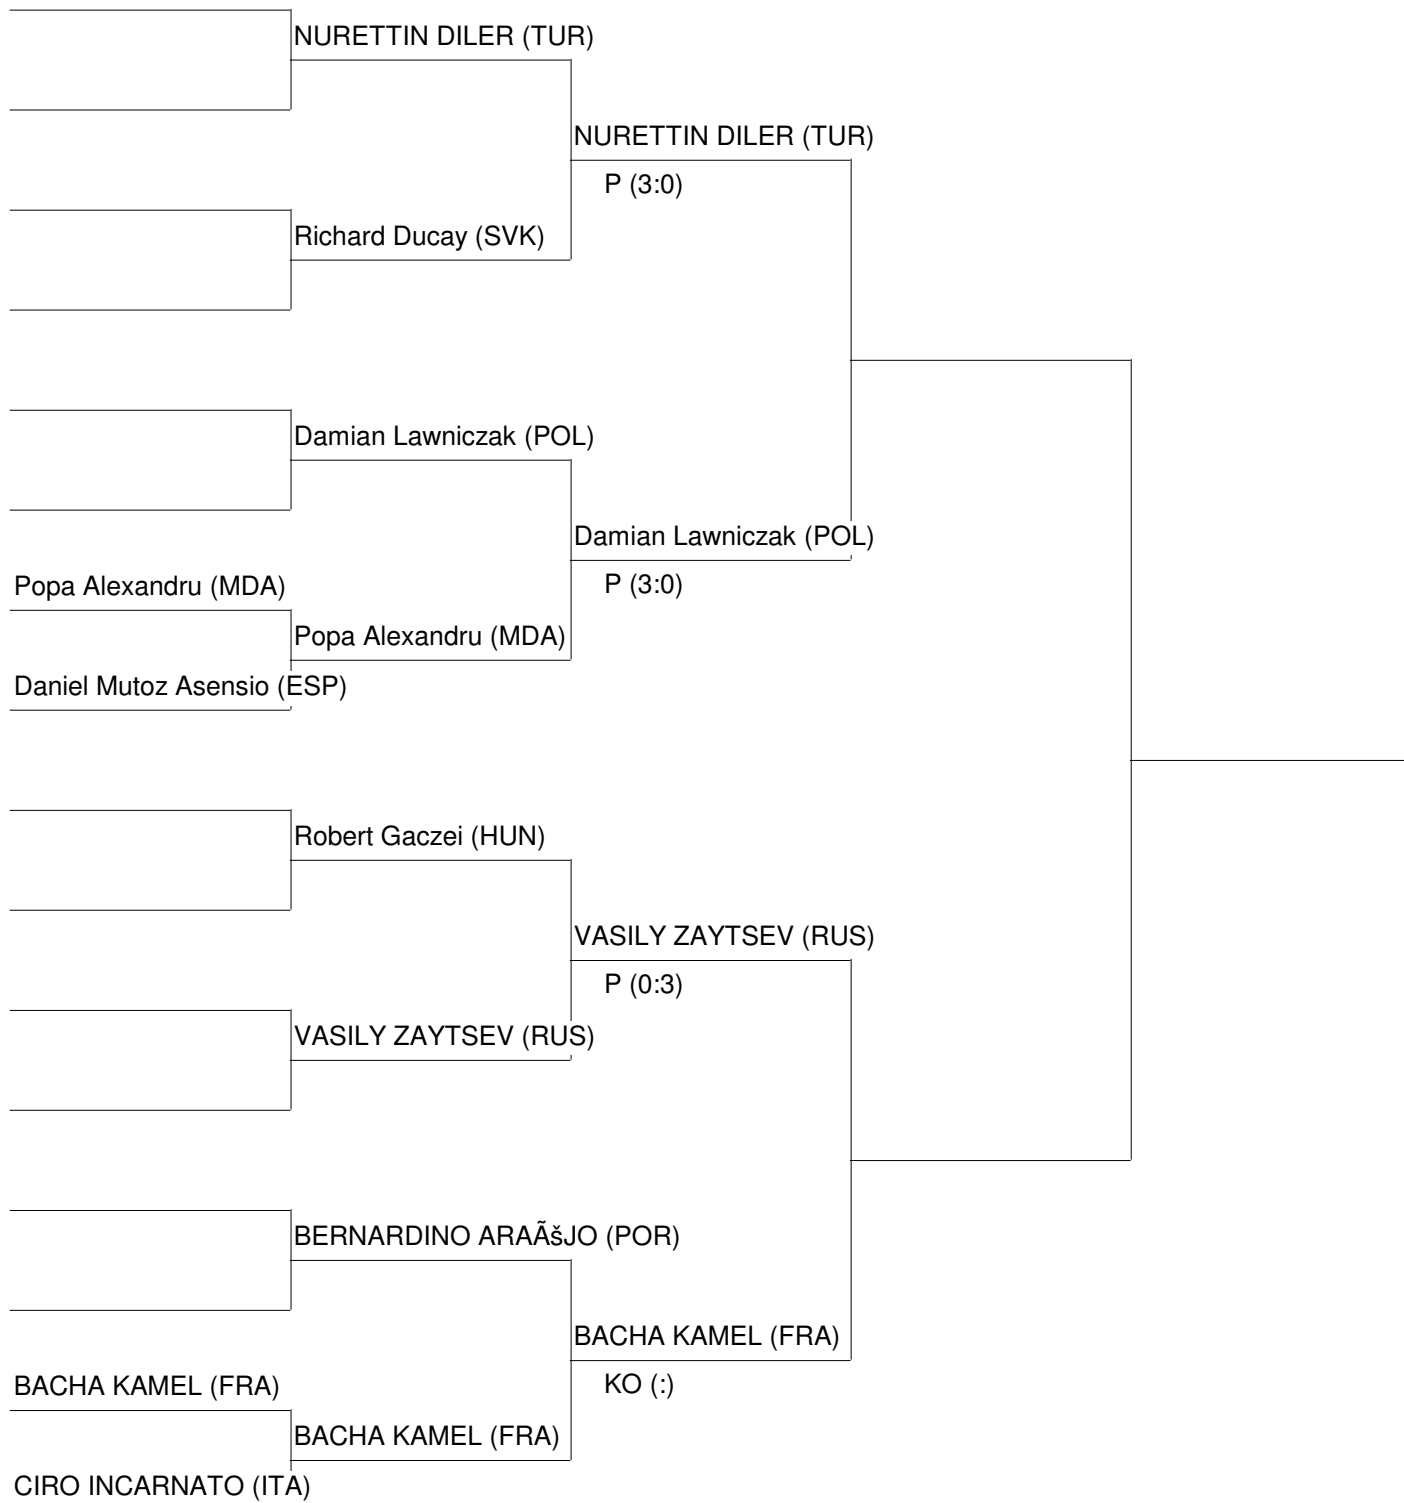 NURETTIN DILER (TUR)
NURETTIN DILER (TUR)
P (3:0)
Richard Ducay (SVK)
Damian Lawniczak (POL)
Damian Lawniczak (POL)
P (3:0)
Popa Alexandru (MDA)
Popa Alexandru (MDA)
Daniel Mutoz Asensio (ESP)
Robert Gaczei (HUN)
VASILY ZAYTSEV (RUS)
P (0:3)
VASILY ZAYTSEV (RUS)
BERNARDINO ARAÃšJO (POR)
BACHA KAMEL (FRA)
KO (:)
BACHA KAMEL (FRA)
BACHA KAMEL (FRA)
CIRO INCARNATO (ITA)